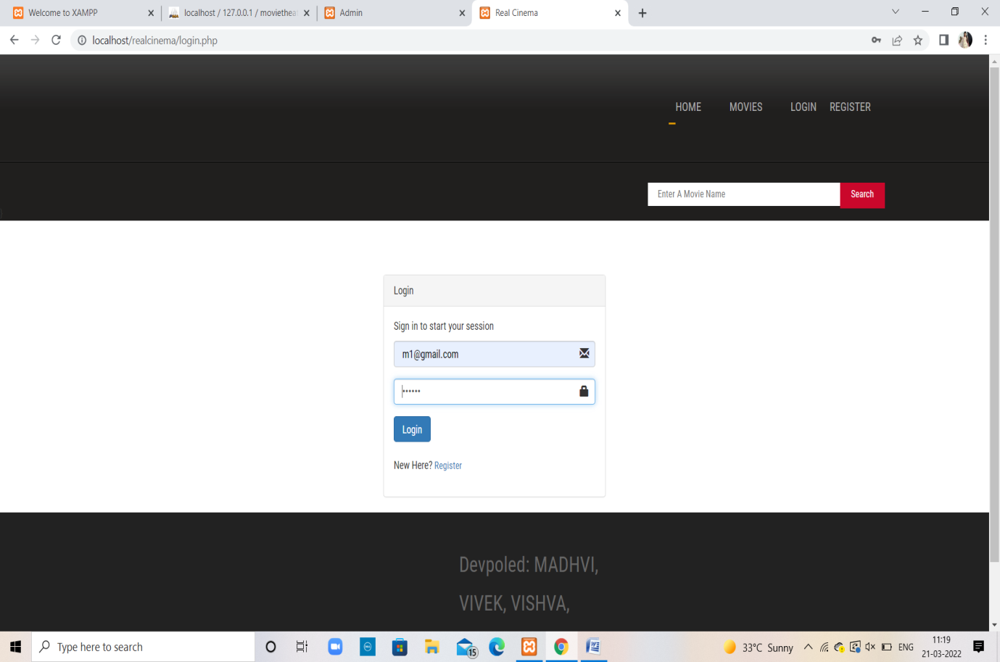 Welcome to XAMPP
localhost / 127.0.0.1 / moviethea
Admin
Real Cinema
localhost/realcinema/login.php
HOME MOVIES LOGIN REGISTER
Enter A Movie Name Search
Login
Sign in to start your session
m1@gmail.com
••••••
Login
New Here? Register
Devpoled: MADHVI,
VIVEK, VISHVA,
Type here to search
15
33°C Sunny
ENG
11:19
21-03-2022